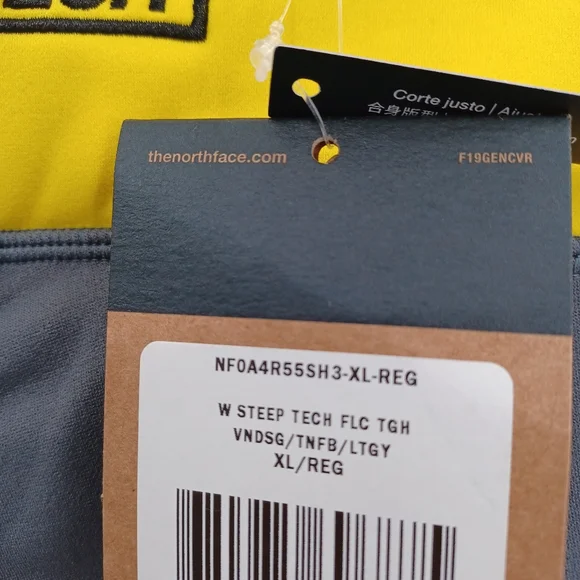 Corte justo | Ajus
合身版型
thenorthface.com
F19GENCVR
NF0A4R55SH3-XL-REG
W STEEP TECH FLC TGH
VNDSG/TNFB/LTGY
XL/REG